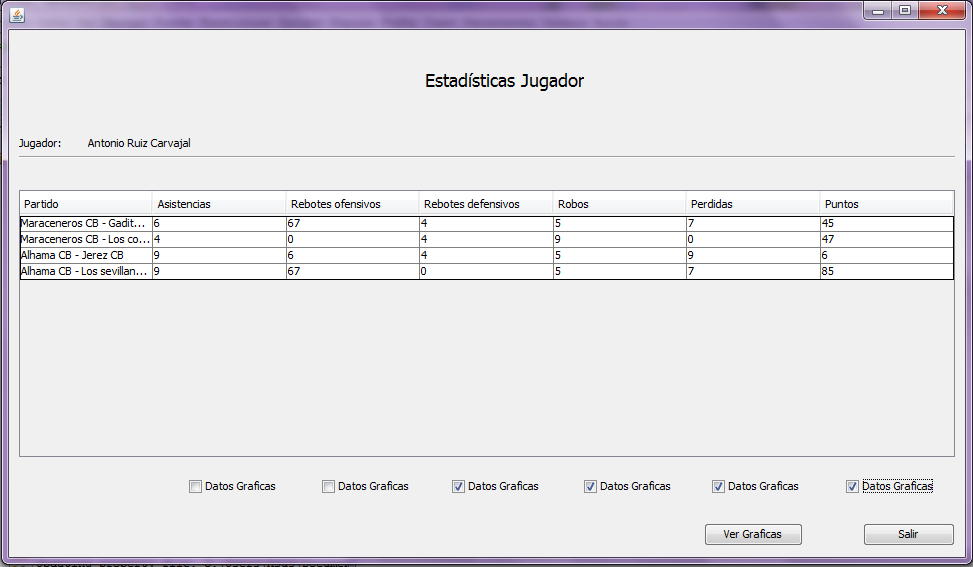 Estadísticas Jugador
Jugador: Antonio Ruiz Carvajal
Partido Asistencias Rebotes ofensivos Rebotes defensivos Robos Perdidas Puntos
Maraceneros CB - Gadit... 6 67 4 5 7 45
Maraceneros CB - Los co... 4 0 4 9 0 47
Alhama CB - Jerez CB 9 6 4 5 9 6
Alhama CB - Los sevillan... 9 67 0 5 7 85
Datos Graficas Datos Graficas Datos Graficas Datos Graficas Datos Graficas Datos Graficas
Ver Graficas Salir